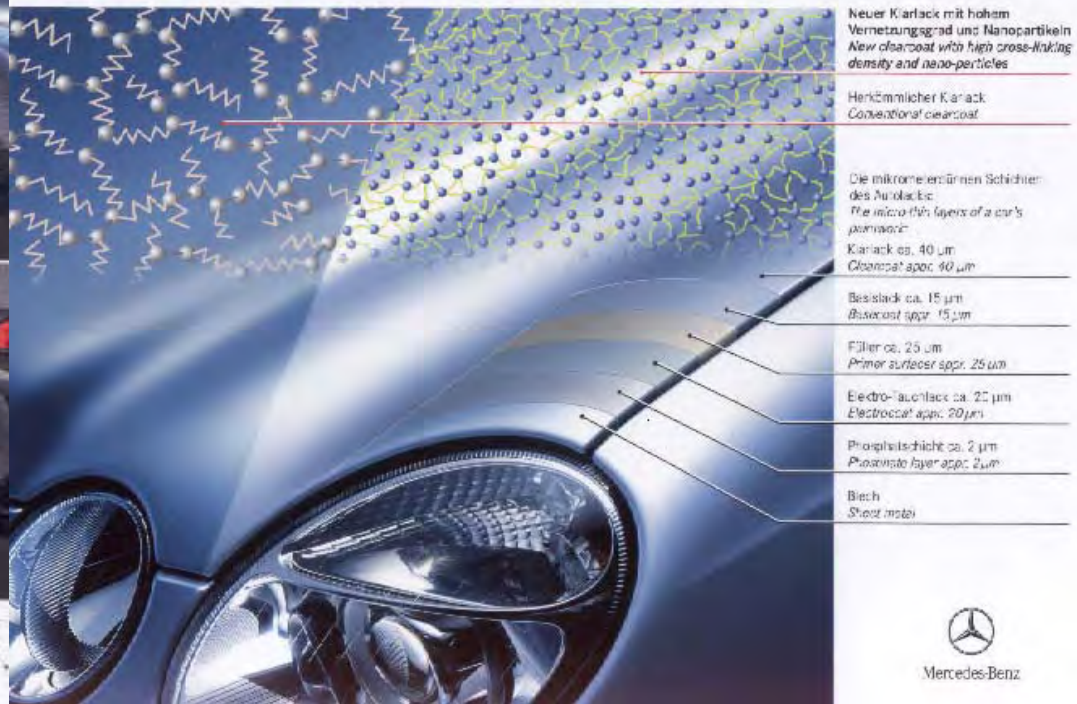 Neuer Klarlack mit hohem
Vernetzungsgrad und Nanopartikeln
New clearcoat with high cross-linking
density and nano-particles
Herkömmlicher Klarlack
Conventional clearcoat
Die mikrometerdünnen Schichten
des Autolacks:
The micro-thin layers of a car's
paintwork:
Klarlack ca. 40 µm
Clearcoat appr. 40 µm
Basislack ca. 15 µm
Basecoat appr. 15 µm
Füller ca. 25 µm
Primer surfacer appr. 25 µm
Elektro-Tauchlack ca. 20 µm
Electrocoat appr. 20 µm
Phosphatschicht ca. 2 µm
Phosphate layer appr. 2 µm
Blech
Sheet metal
Mercedes-Benz